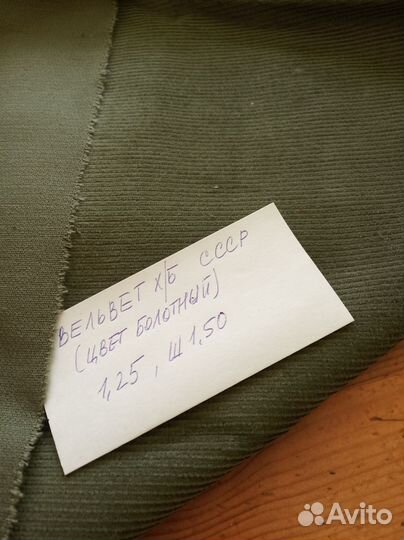 ВЕЛЬВЕТ Х/Б СССР
(ЦВЕТ БОЛОТНЫЙ)
1,25, Ш 1,50
Avito